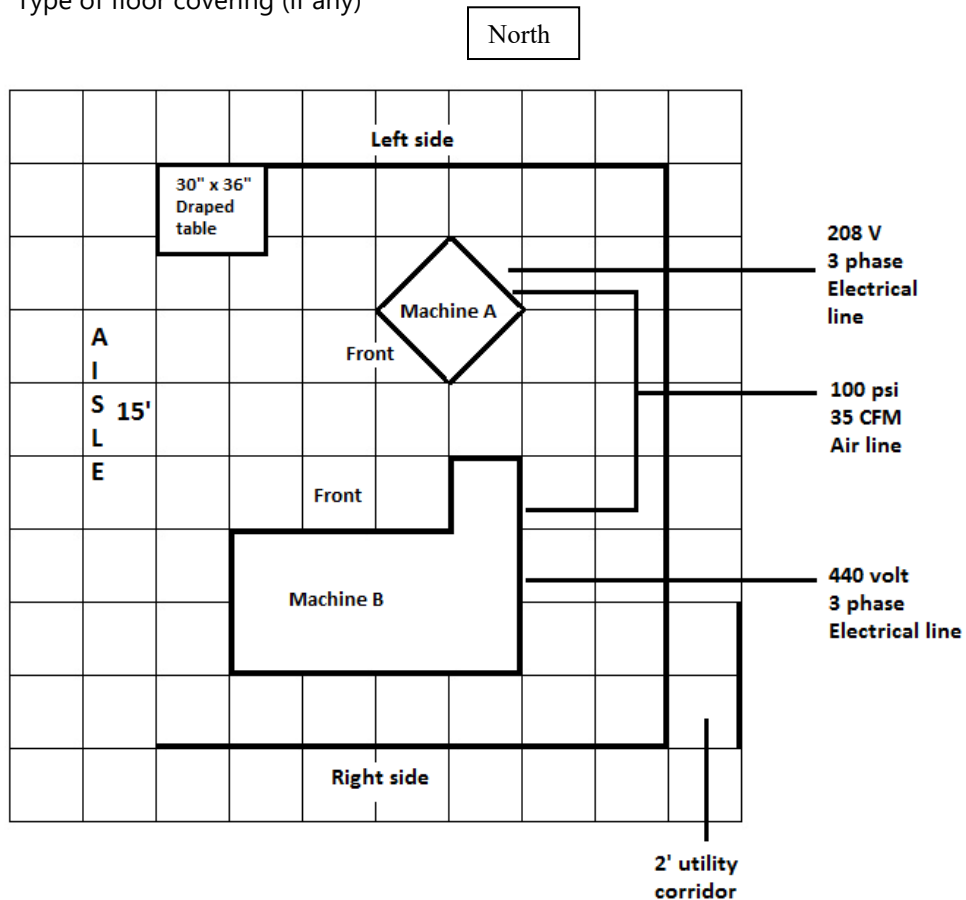 Type of floor covering (if any)
North
Left side
30" x 36"
Draped
table
208 V
3 phase
Electrical
line
Machine A
Front
A
I
S
L
E
15'
100 psi
35 CFM
Air line
Front
Machine B
440 volt
3 phase
Electrical line
Right side
2' utility
corridor